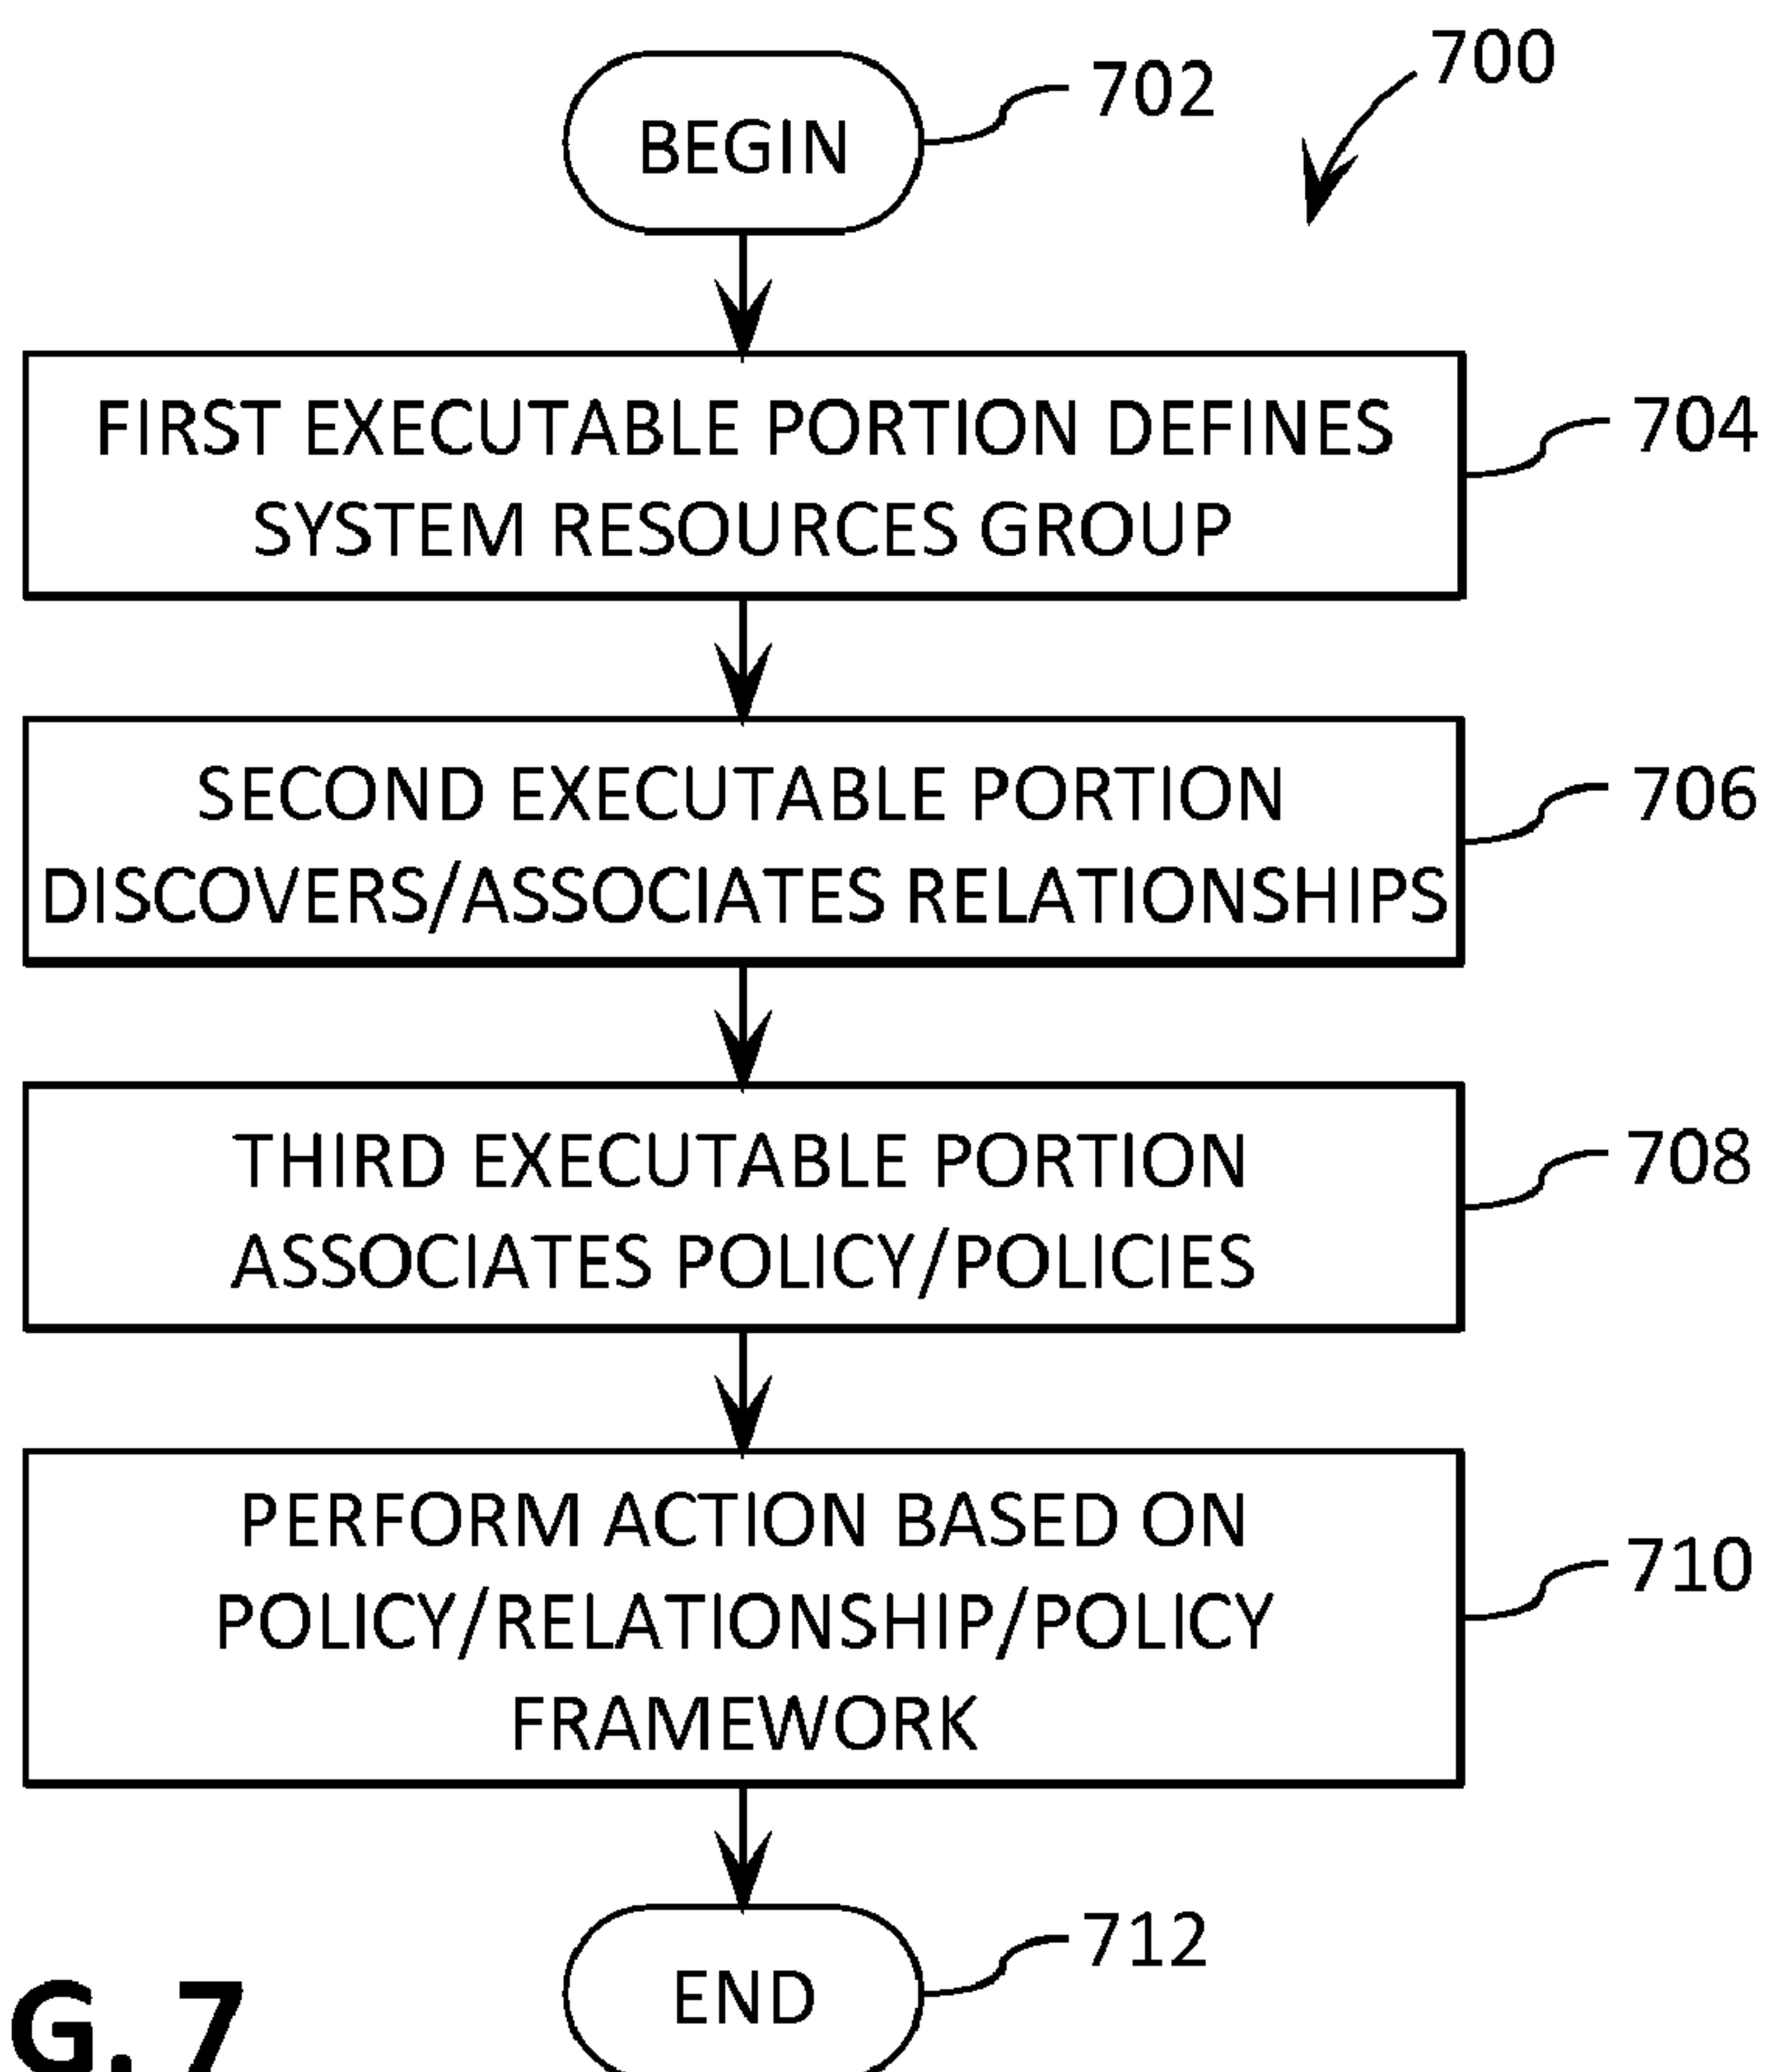 700
BEGIN
702
FIRST EXECUTABLE PORTION DEFINES
SYSTEM RESOURCES GROUP
704
SECOND EXECUTABLE PORTION
DISCOVERS/ASSOCIATES RELATIONSHIPS
706
THIRD EXECUTABLE PORTION
ASSOCIATES POLICY/POLICIES
708
PERFORM ACTION BASED ON
POLICY/RELATIONSHIP/POLICY
FRAMEWORK
710
END
712
G. 7